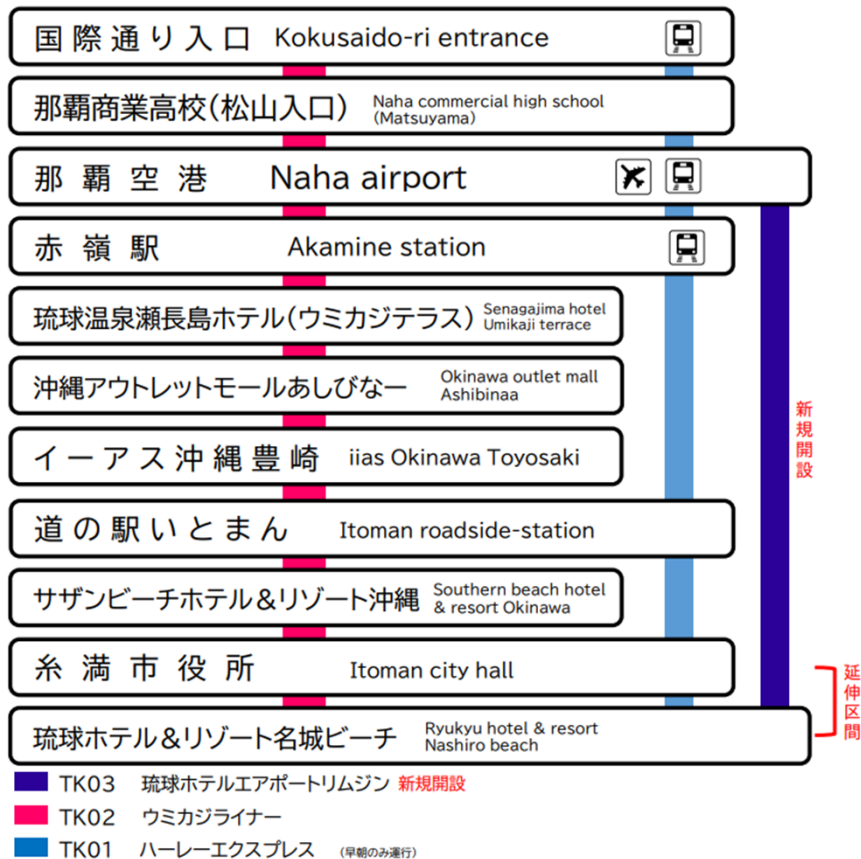 国際通り入口 Kokusaido-ri entrance
那覇商業高校(松山入口) Naha commercial high school
(Matsuyama)
那覇空港 Naha airport
赤嶺駅 Akamine station
琉球温泉瀬長島ホテル(ウミカジテラス) Senagajima hotel
Umikaji terrace
沖縄アウトレットモールあしびなー Okinawa outlet mall
Ashibinaa
イーアス沖縄豊崎 iias Okinawa Toyosaki
道の駅いとまん Itoman roadside-station
サザンビーチホテル&リゾート沖縄 Southern beach hotel
& resort Okinawa
糸満市役所 Itoman city hall
琉球ホテル&リゾート名城ビーチ Ryukyu hotel & resort
Nashiro beach
新規開設
延伸区間
TK03 琉球ホテルエアポートリムジン 新規開設
TK02 ウミカジライナー
TK01 ハーレーエクスプレス (早朝のみ運行)